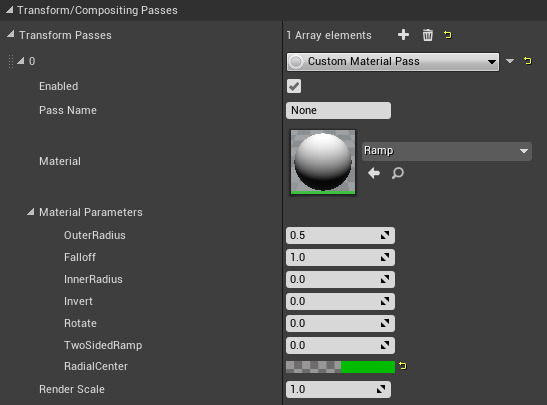 Transform/Compositing Passes
Transform Passes 1 Array elements
0 Custom Material Pass
Enabled
Pass Name None
Material Ramp
Material Parameters
OuterRadius 0.5
Falloff 1.0
InnerRadius 0.0
Invert 0.0
Rotate 0.0
TwoSidedRamp 0.0
RadialCenter
Render Scale 1.0